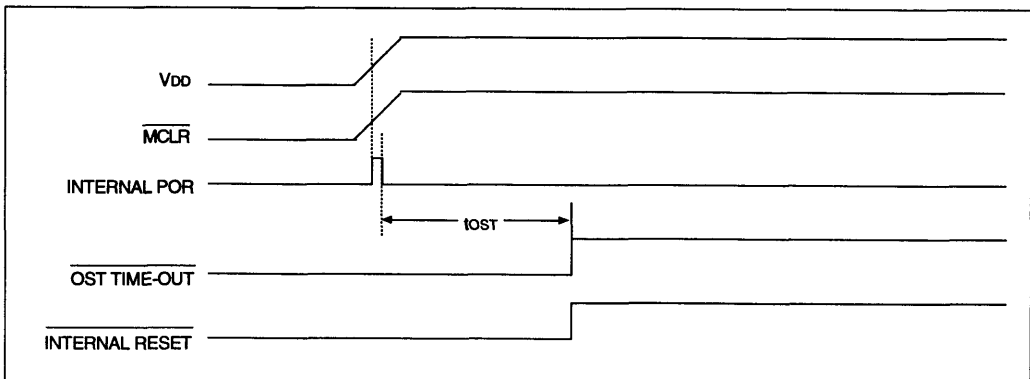 VDD
MCLR
INTERNAL POR
tOST
OST TIME-OUT
INTERNAL RESET